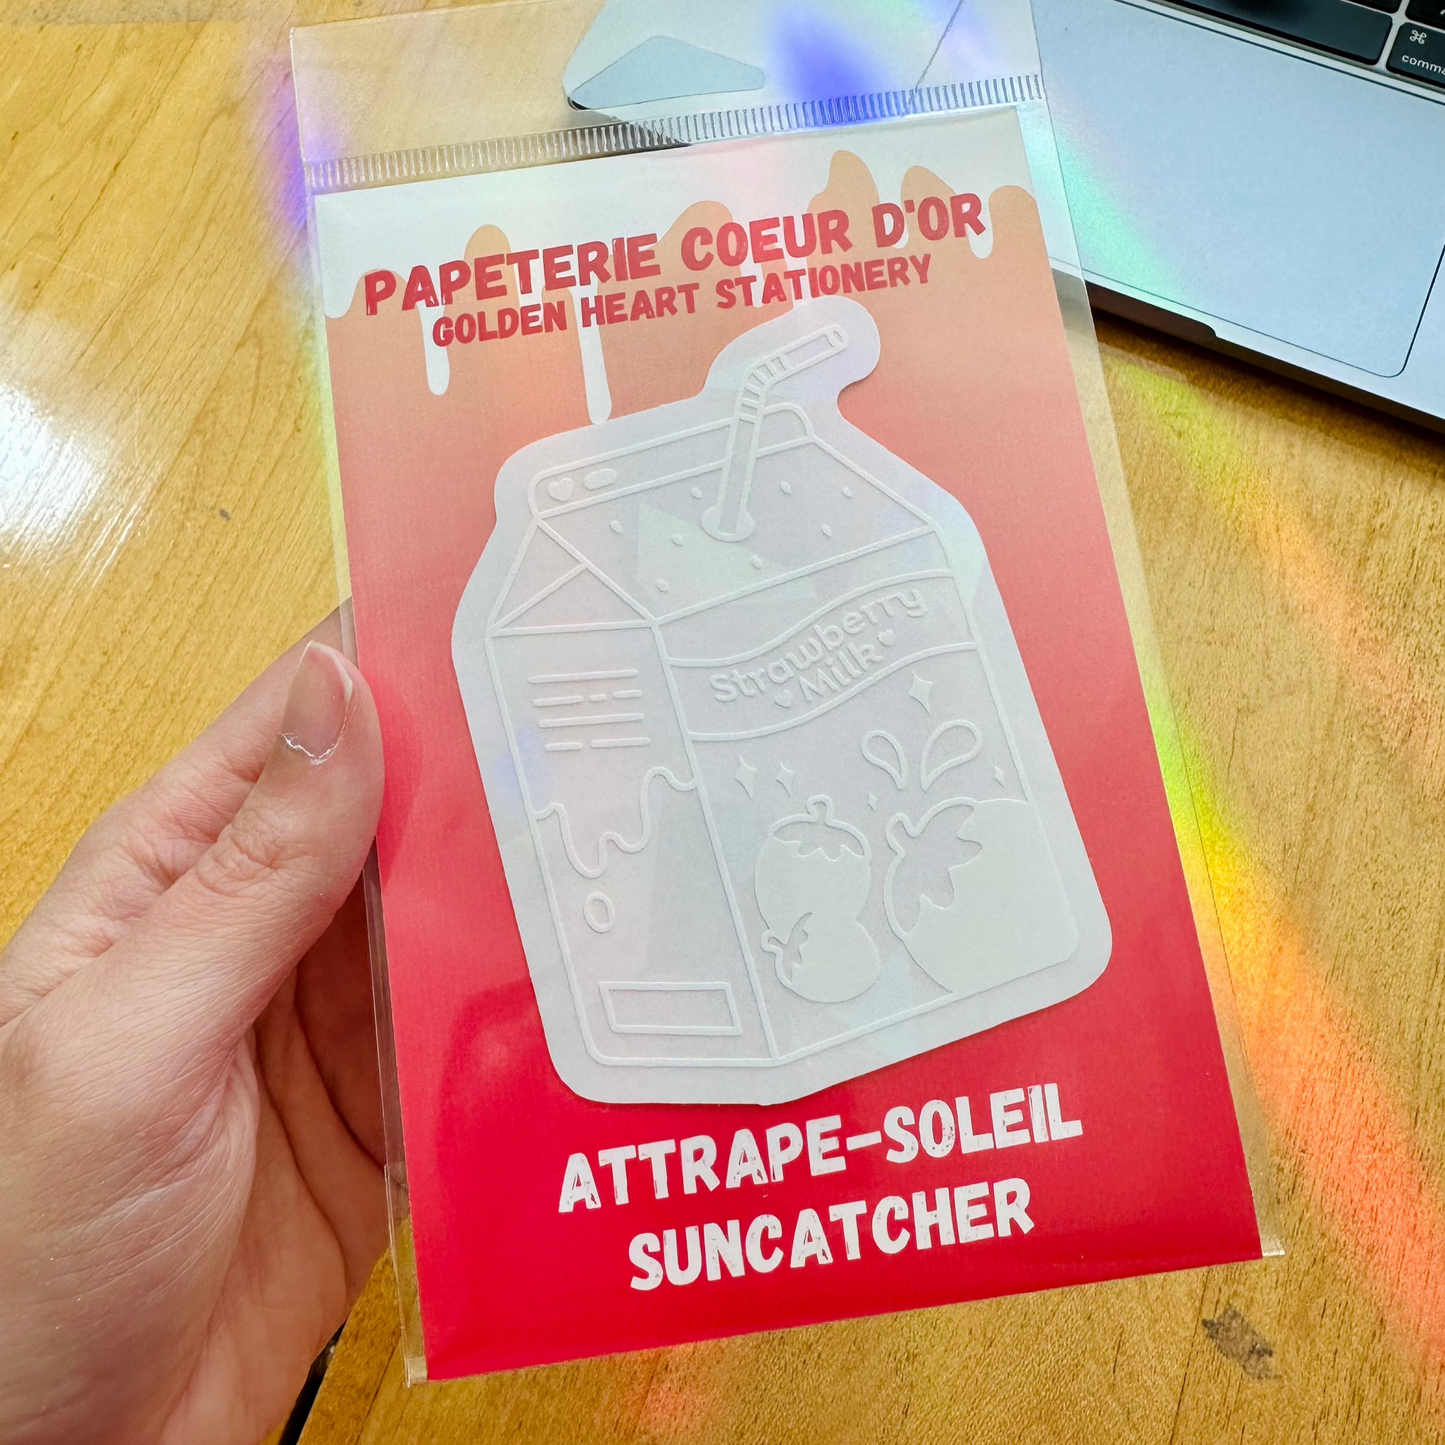 ⌘
PAPETERIE COEUR D'OR
GOLDEN HEART STATIONERY
Strawberry
Milk
ATTRAPE-SOLEIL
SUNCATCHER